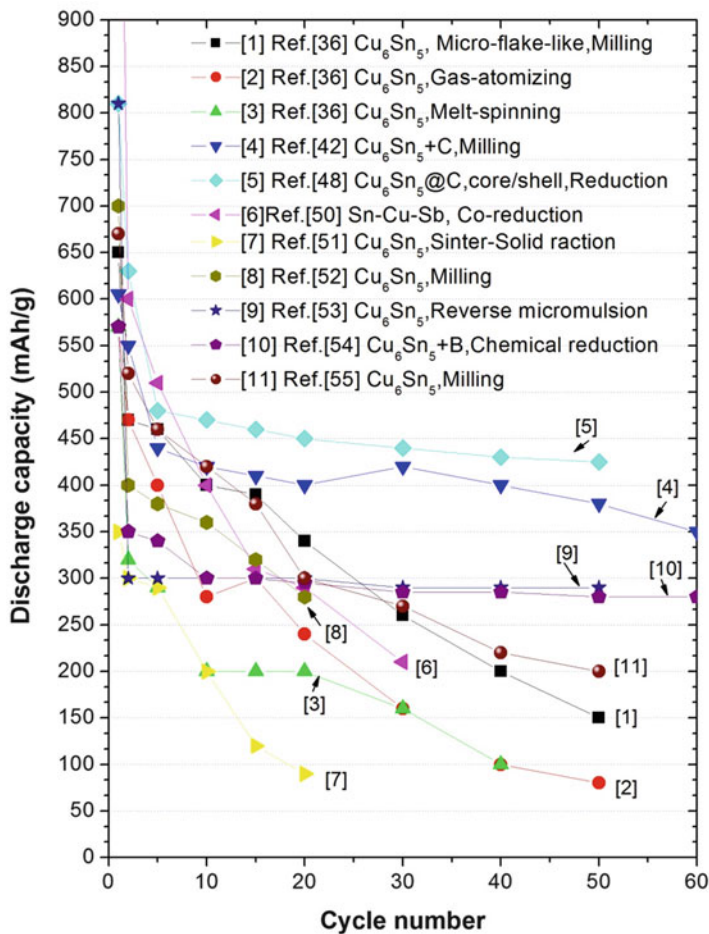 900
850
800
750
700
650
600
550
500
450
400
350
300
250
200
150
100
50
0
Discharge capacity (mAh/g)
[1] Ref.[36] Cu₆Sn₅, Micro-flake-like,Milling
[2] Ref.[36] Cu₆Sn₅,Gas-atomizing
[3] Ref.[36] Cu₆Sn₅,Melt-spinning
[4] Ref.[42] Cu₆Sn₅+C,Milling
[5] Ref.[48] Cu₆Sn₅@C,core/shell,Reduction
[6]Ref.[50] Sn-Cu-Sb, Co-reduction
[7] Ref.[51] Cu₆Sn₅,Sinter-Solid raction
[8] Ref.[52] Cu₆Sn₅,Milling
[9] Ref.[53] Cu₆Sn₅,Reverse micromulsion
[10] Ref.[54] Cu₆Sn₅+B,Chemical reduction
[11] Ref.[55] Cu₆Sn₅,Milling
[5]
[4]
[9]
[10]
[8]
[6]
[11]
[3]
[1]
[7]
[2]
0 10 20 30 40 50 60
Cycle number